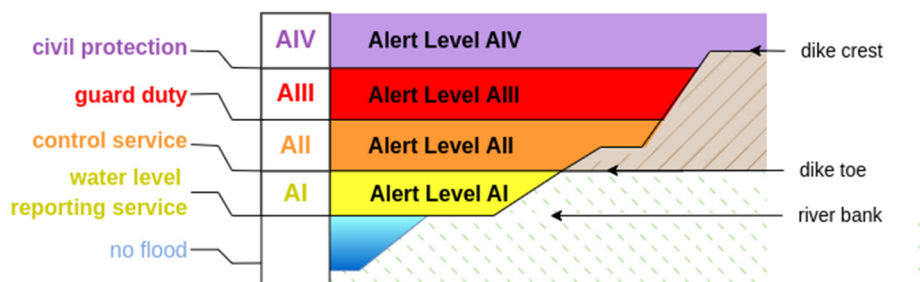 civil protection
AIV
Alert Level AIV
dike crest
guard duty
AIII
Alert Level AIII
control service
AII
Alert Level AII
water level
reporting service
AI
Alert Level AI
dike toe
river bank
no flood